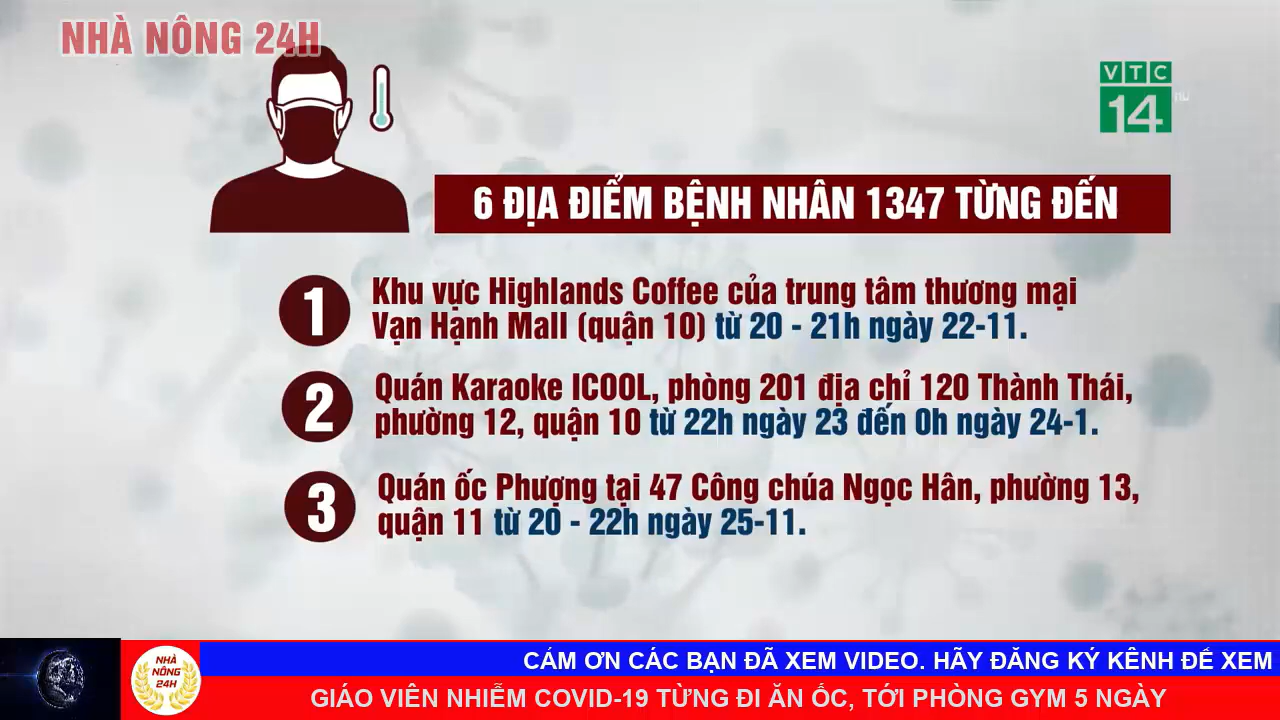 NHÀ NÔNG 24H
VTC
14
6 ĐỊA ĐIỂM BỆNH NHÂN 1347 TỪNG ĐẾN
1
Khu vực Highlands Coffee của trung tâm thương mại
Vạn Hạnh Mall (quận 10) từ 20 - 21h ngày 22-11.
2
Quán Karaoke ICOOL, phòng 201 địa chỉ 120 Thành Thái,
phường 12, quận 10 từ 22h ngày 23 đến 0h ngày 24-1.
3
Quán ốc Phượng tại 47 Công chúa Ngọc Hân, phường 13,
quận 11 từ 20 - 22h ngày 25-11.
NHÀ
NÔNG
24H
CÁM ƠN CÁC BẠN ĐÃ XEM VIDEO. HÃY ĐĂNG KÝ KÊNH ĐỂ XEM
GIÁO VIÊN NHIỄM COVID-19 TỪNG ĐI ĂN ỐC, TỚI PHÒNG GYM 5 NGÀY